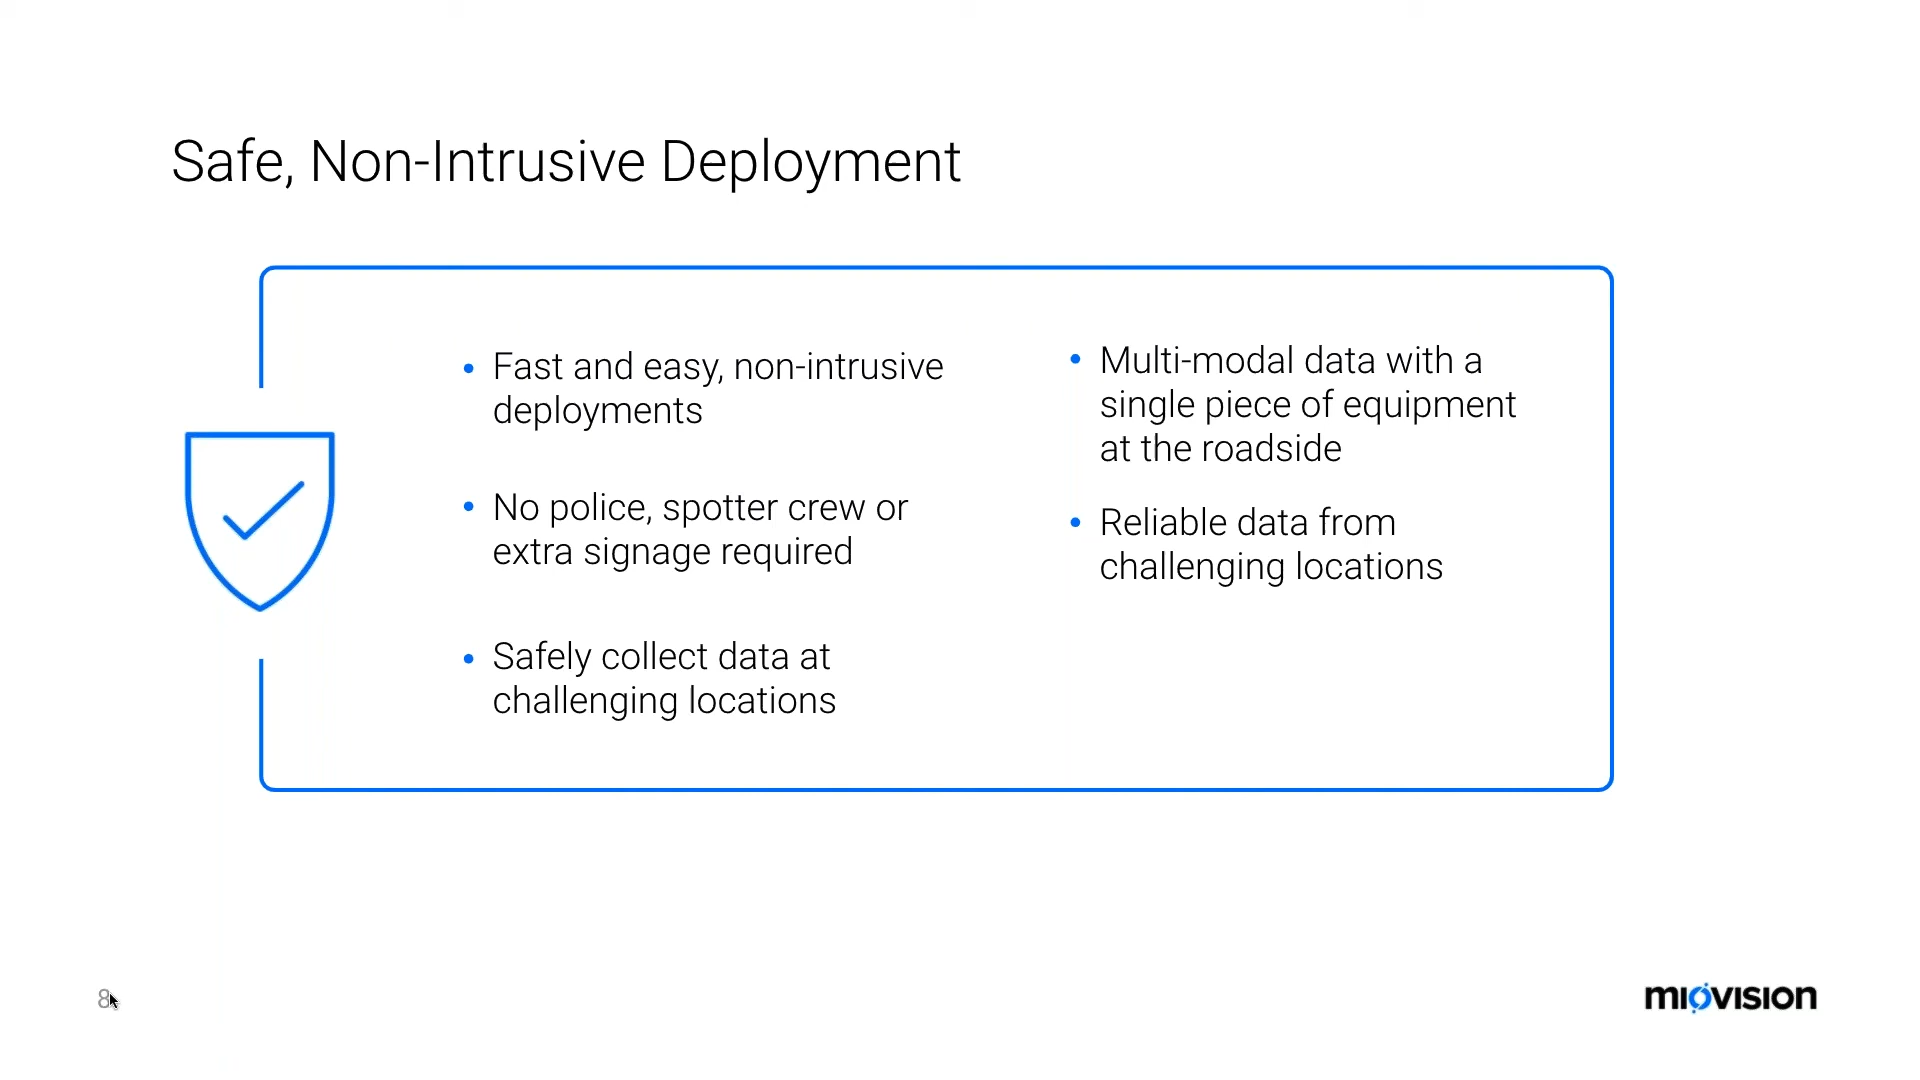 Safe, Non-Intrusive Deployment
• Fast and easy, non-intrusive
deployments
• No police, spotter crew or
extra signage required
• Safely collect data at
challenging locations
• Multi-modal data with a
single piece of equipment
at the roadside
• Reliable data from
challenging locations
8
miovision